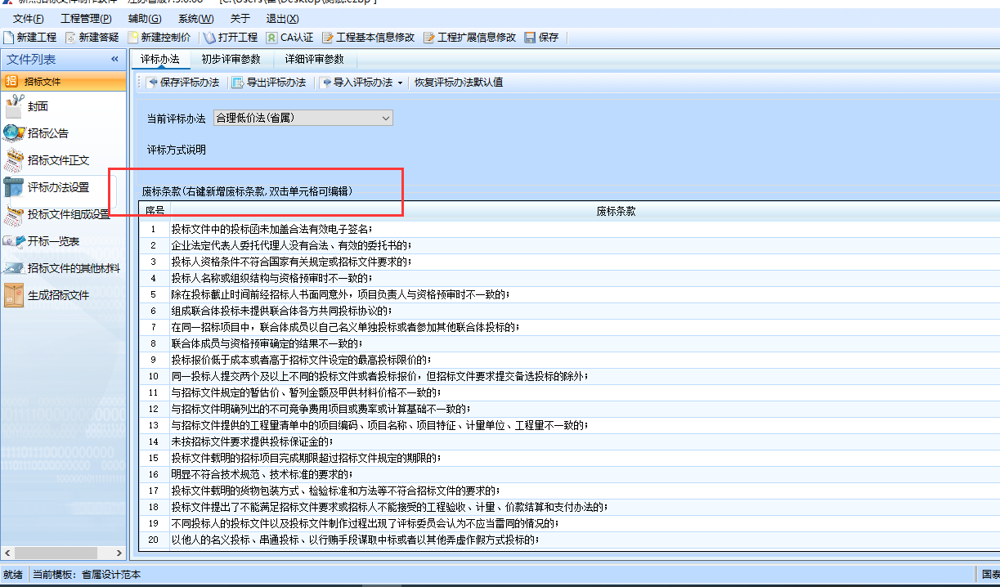 7.5.0.08 - [C:\Users\雷\Desktop\测试.ezbp ]
文件(F) 工程管理(P) 辅助(G) 系统(W) 关于 退出(X)
新建工程 新建答疑 新建控制价 打开工程 CA认证 工程基本信息修改 工程扩展信息修改 保存
文件列表 «
招标文件
封面
招标公告
招标文件正文
评标办法设置
投标文件组成设置
开标一览表
招标文件的其他材料
生成招标文件
评标办法 初步评审参数 详细评审参数
保存评标办法 导出评标办法 导入评标办法 恢复评标办法默认值
当前评标办法 合理低价法(省属)
评标方式说明
废标条款(右键新增废标条款,双击单元格可编辑)
序号 废标条款
1 投标文件中的投标函未加盖合法有效电子签名;
2 企业法定代表人委托代理人没有合法、有效的委托书的;
3 投标人资格条件不符合国家有关规定或招标文件要求的;
4 投标人名称或组织结构与资格预审时不一致的;
5 除在投标截止时间前经招标人书面同意外，项目负责人与资格预审时不一致的;
6 组成联合体投标未提供联合体各方共同投标协议的;
7 在同一招标项目中，联合体成员以自己名义单独投标或者参加其他联合体投标的;
8 联合体成员与资格预审确定的结果不一致的;
9 投标报价低于成本或者高于招标文件设定的最高投标限价的;
10 同一投标人提交两个及以上不同的投标文件或者投标报价，但招标文件要求提交备选投标的除外;
11 与招标文件规定的暂估价、暂列金额及甲供材料价格不一致的;
12 与招标文件明确列出的不可竞争费用项目或费率或计算基础不一致的;
13 与招标文件提供的工程量清单中的项目编码、项目名称、项目特征、计量单位、工程量不一致的;
14 未按招标文件要求提供投标保证金的;
15 投标文件载明的招标项目完成期限超过招标文件规定的期限的;
16 明显不符合技术规范、技术标准的要求的;
17 投标文件载明的货物包装方式、检验标准和方法等不符合招标文件的要求的;
18 投标文件提出了不能满足招标文件要求或招标人不能接受的工程验收、计量、价款结算和支付办法的;
19 不同投标人的投标文件以及投标文件制作过程出现了评标委员会认为不应当雷同的情况的;
20 以他人的名义投标、串通投标、以行贿手段谋取中标或者以其他弄虚作假方式投标的;
就绪 当前模板: 省属设计范本 国泰